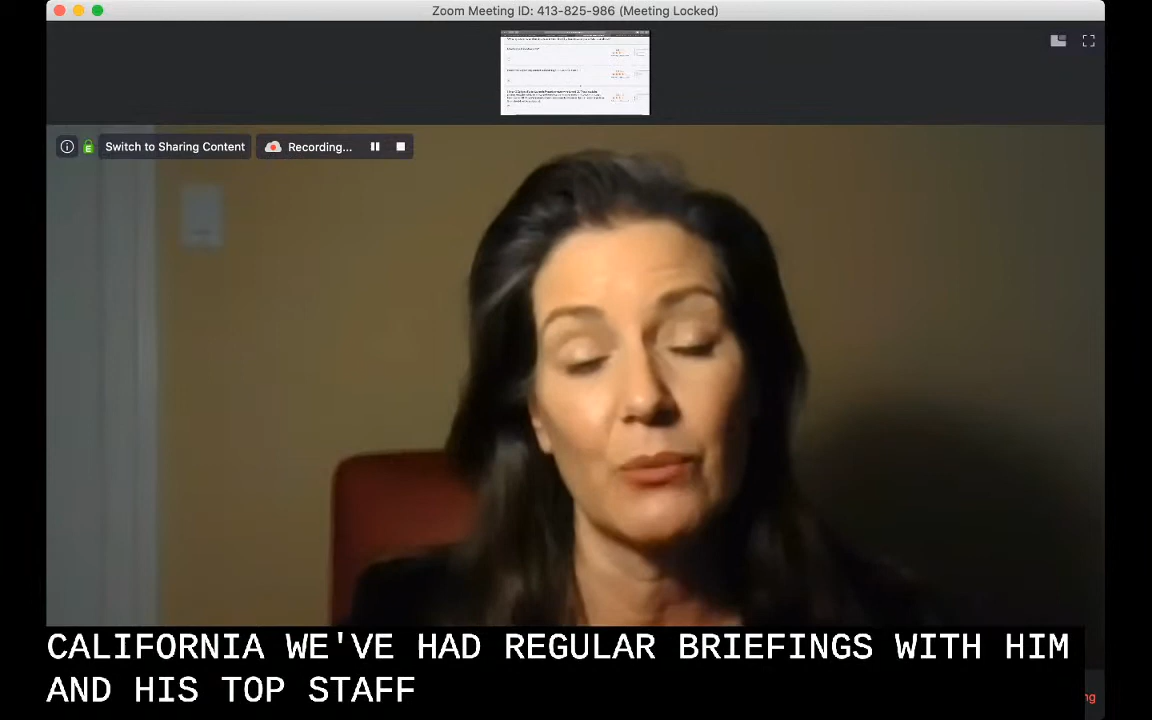 Zoom Meeting ID: 413-825-986 (Meeting Locked)
Switch to Sharing Content
Recording...
CALIFORNIA WE'VE HAD REGULAR BRIEFINGS WITH HIM
AND HIS TOP STAFF